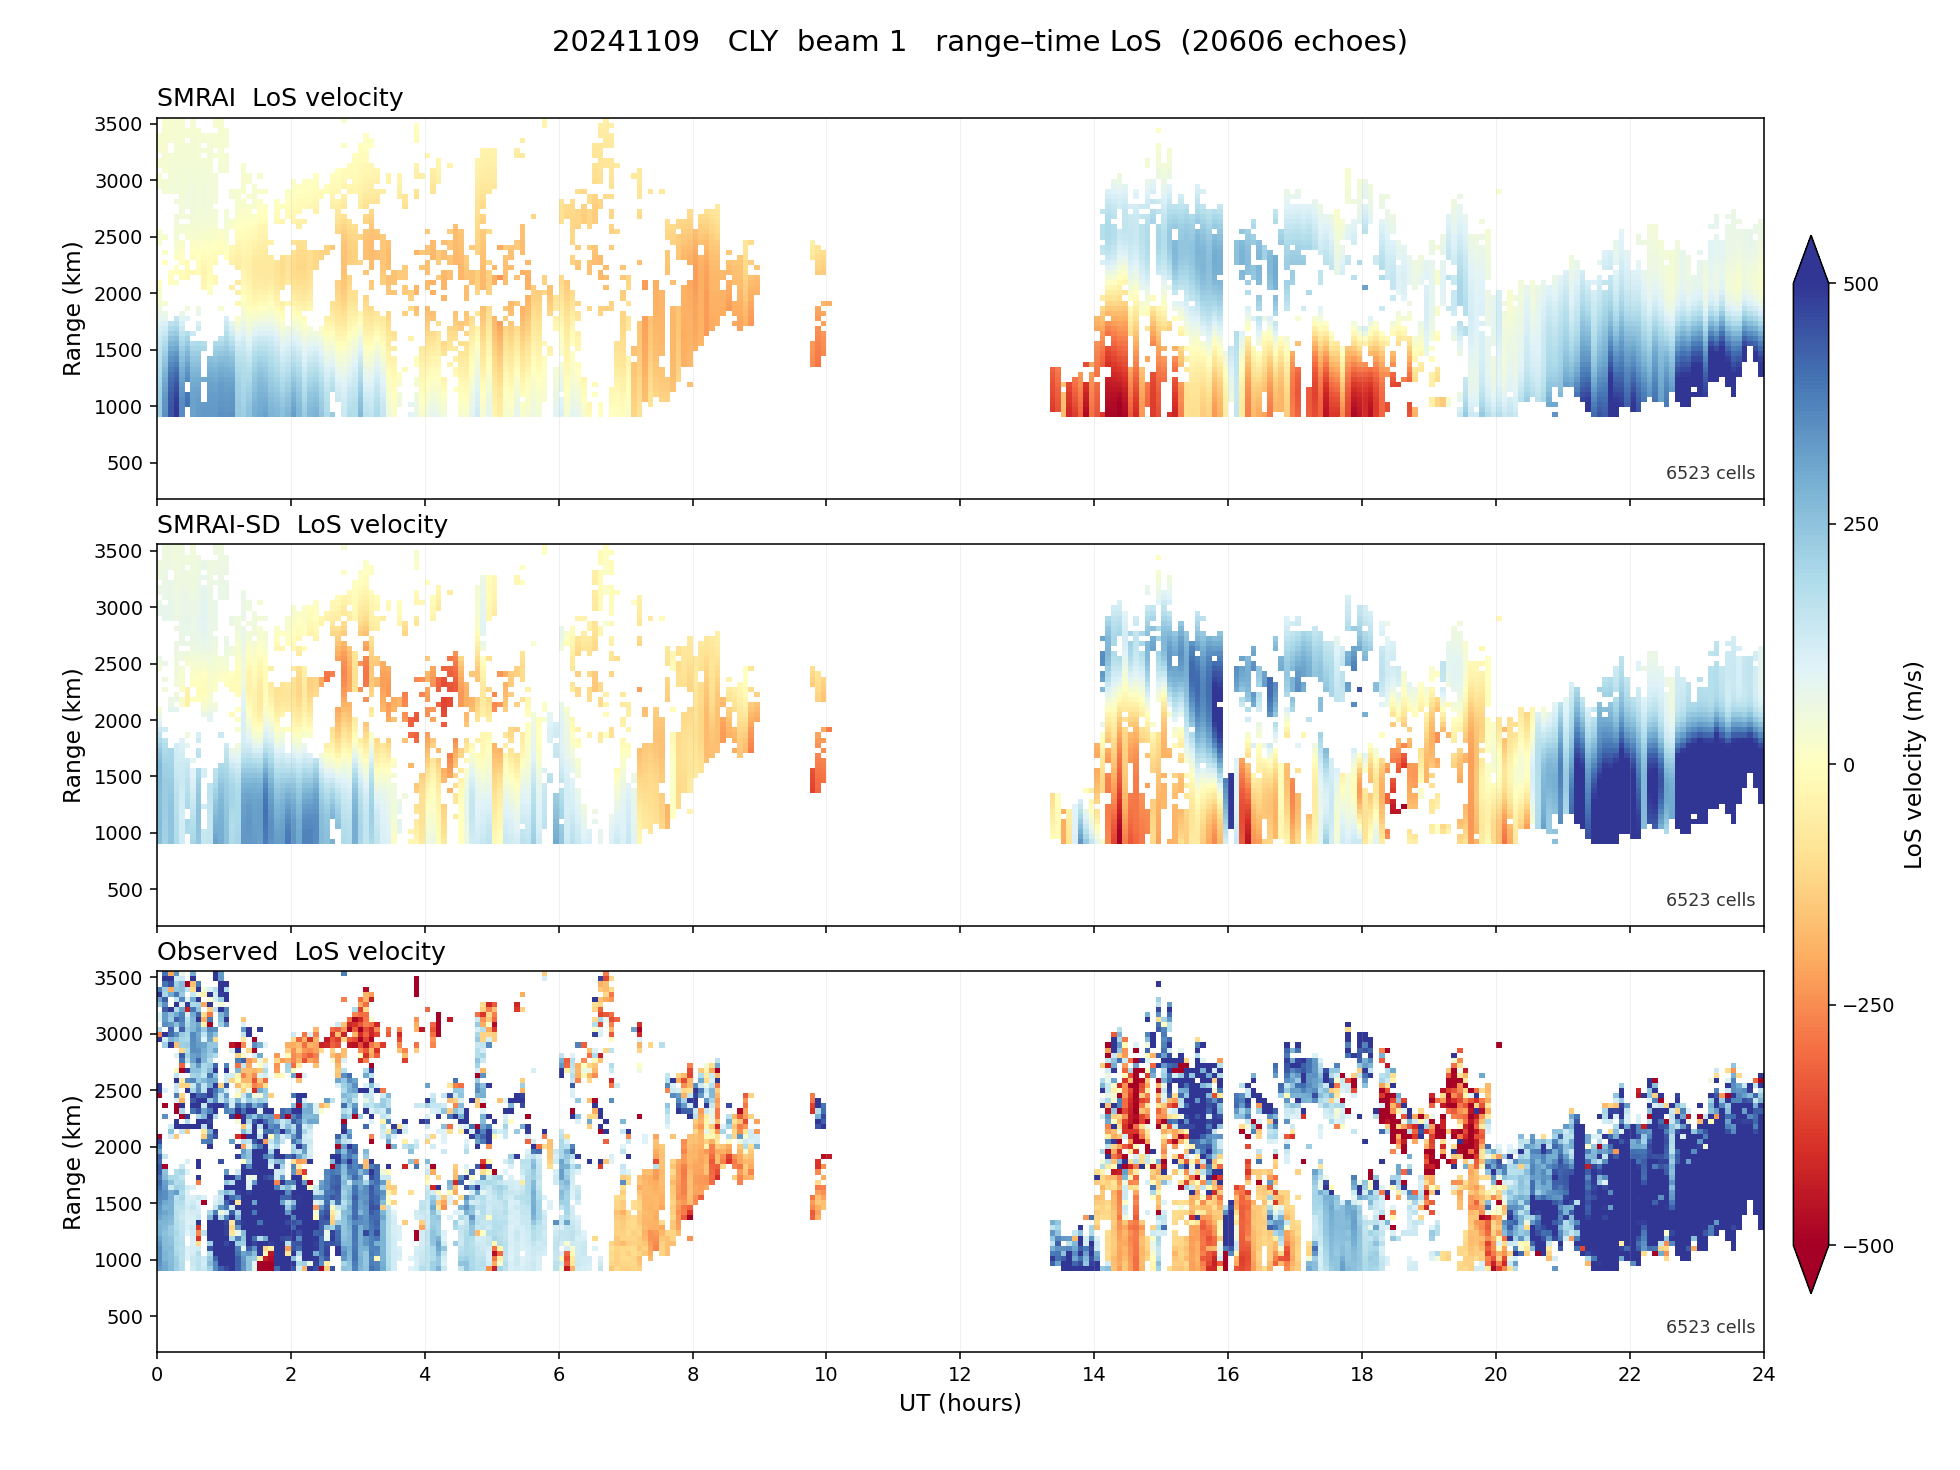 20241109 CLY beam 1 range–time LoS (20606 echoes)
SMRAI LoS velocity
3500
3000
2500
2000
1500
1000
500
Range (km)
6523 cells
SMRAI-SD LoS velocity
3500
3000
2500
2000
1500
1000
500
Range (km)
6523 cells
Observed LoS velocity
3500
3000
2500
2000
1500
1000
500
Range (km)
6523 cells
0 2 4 6 8 10 12 14 16 18 20 22 24
UT (hours)
500
250
0
−250
−500
LoS velocity (m/s)